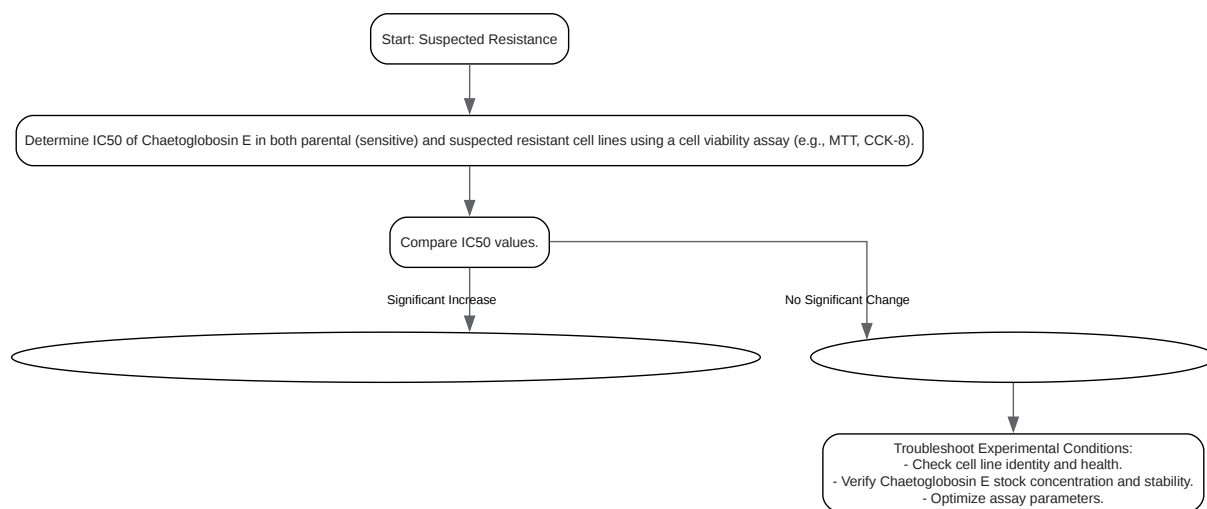 Start: Suspected Resistance
Determine IC50 of Chaetoglobosin E in both parental (sensitive) and suspected resistant cell lines using a cell viability assay (e.g., MTT, CCK-8).
Compare IC50 values.
Significant Increase
No Significant Change
Troubleshoot Experimental Conditions:
- Check cell line identity and health.
- Verify Chaetoglobosin E stock concentration and stability.
- Optimize assay parameters.